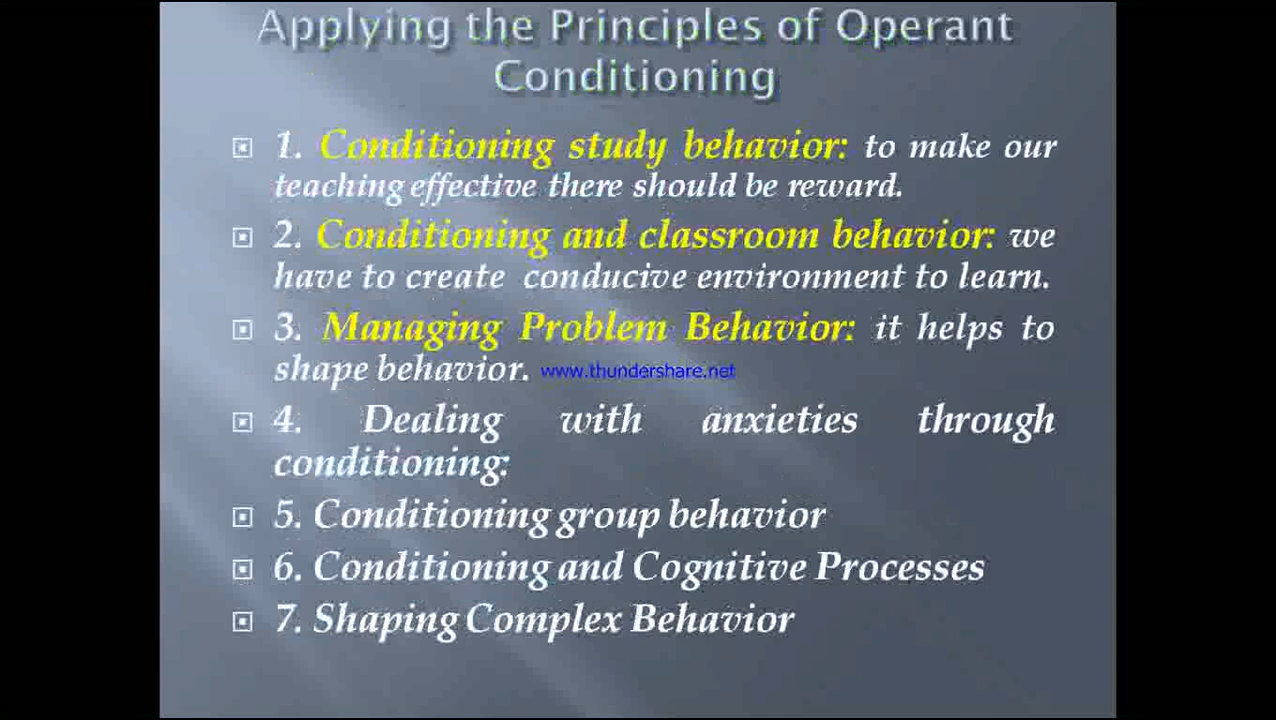 Applying the Principles of Operant
Conditioning
1. Conditioning study behavior: to make our
teaching effective there should be reward.
2. Conditioning and classroom behavior: we
have to create conducive environment to learn.
3. Managing Problem Behavior: it helps to
shape behavior. www.thundershare.net
4. Dealing with anxieties through
conditioning:
5. Conditioning group behavior
6. Conditioning and Cognitive Processes
7. Shaping Complex Behavior